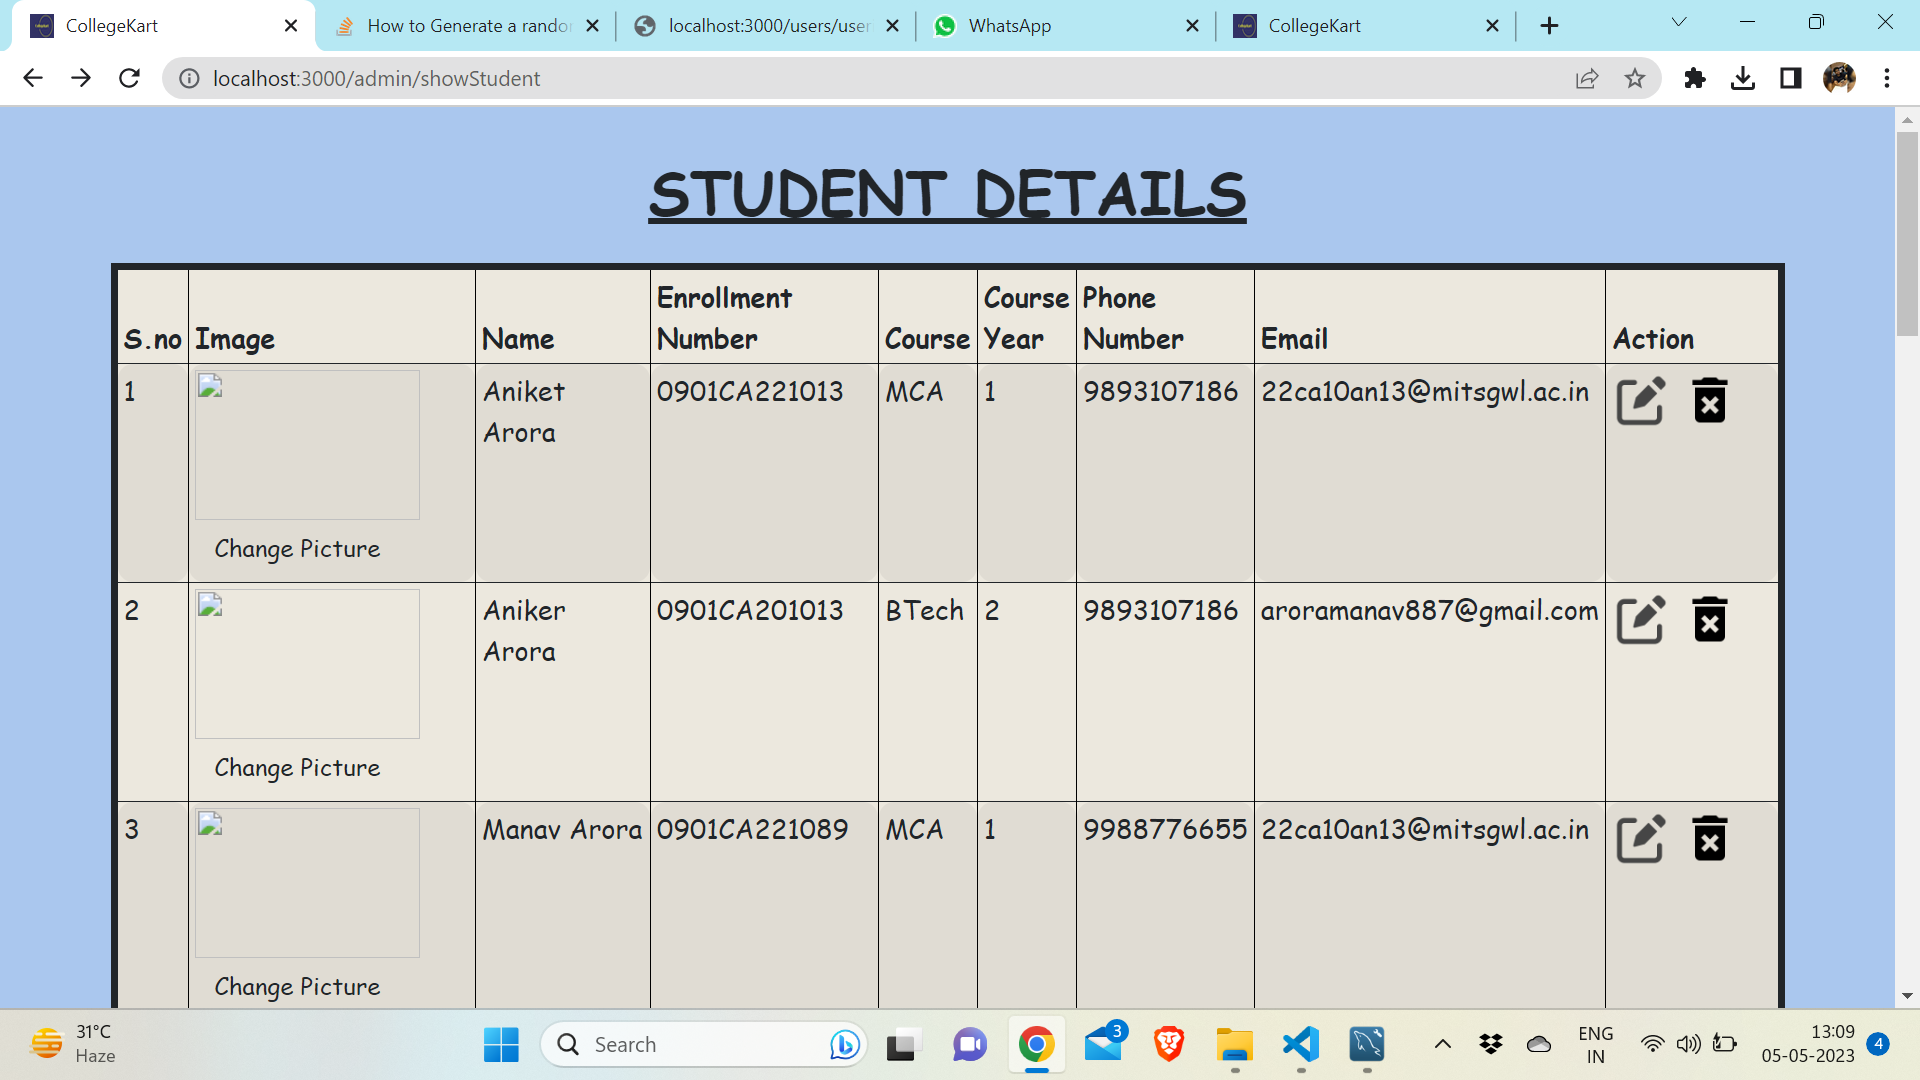 CollegeKart
How to Generate a random
localhost:3000/users/user
WhatsApp
CollegeKart
localhost:3000/admin/showStudent
STUDENT DETAILS
S.no Image Name Enrollment Number Course Course Year Phone Number Email Action
1 Aniket Arora 0901CA221013 MCA 1 9893107186 22ca10an13@mitsgwl.ac.in
Change Picture
2 Aniker Arora 0901CA201013 BTech 2 9893107186 aroramanav887@gmail.com
Change Picture
3 Manav Arora 0901CA221089 MCA 1 9988776655 22ca10an13@mitsgwl.ac.in
Change Picture
31°C
Haze
Search
3
ENG
IN
13:09
05-05-2023
4